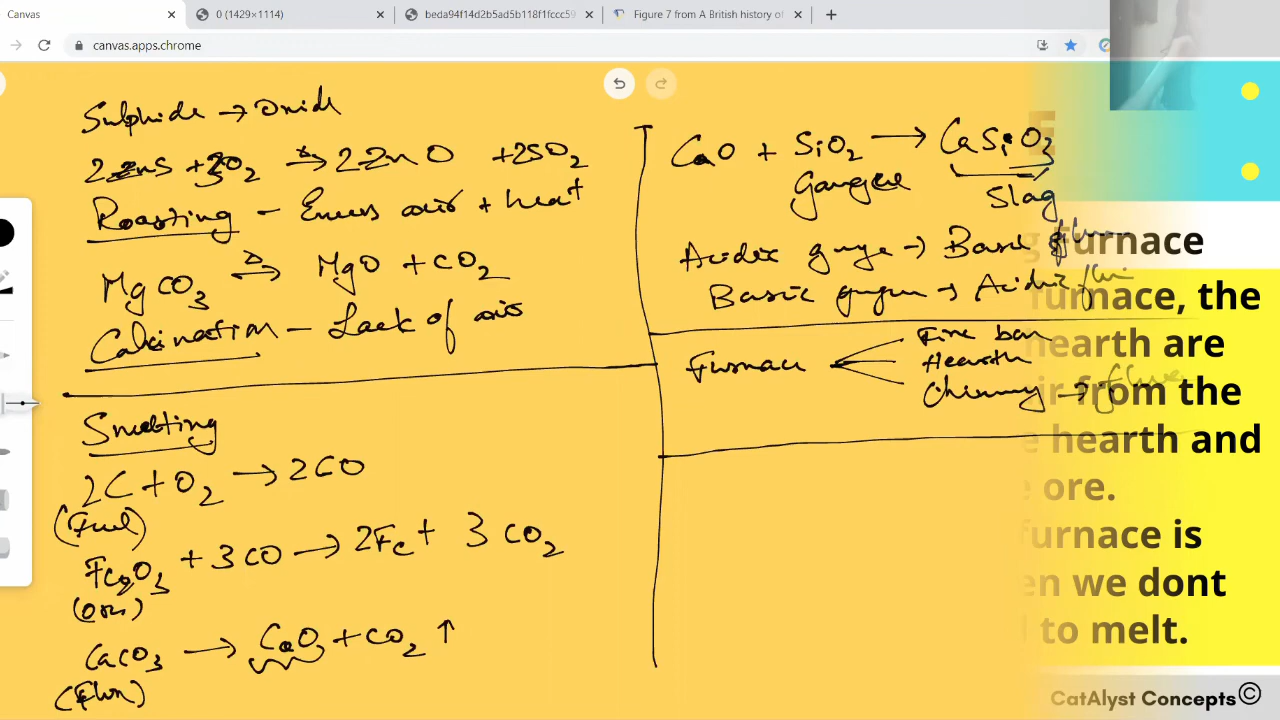 Canvas
0 (1429×1114)
beda94f14d2b5ad5b118f1fccc59
Figure 7 from A British history of
canvas.apps.chrome
Sulphide → Oxide
2ZnS + 3O2 →Δ 2ZnO + 2SO2
Roasting - Excess air + heat
MgCO3 ⇌Δ MgO + CO2
Calcination - Lack of air
Smelting
2C + O2 → 2CO
(Fuel)
Fe2O3 + 3CO → 2Fe + 3CO2
(Ore)
CaCO3 → CaO + CO2 ↑
(Flux)
CaO + SiO2 → CaSiO3
Gangue
Slag
Acidic gangue → Basic flux
Basic gangue → Acidic flux
Furnace
Fire bar
Hearth
Chimney → flue
furnace
furnace, the
hearth are
from the
hearth and
ore.
furnace is
we dont
to melt.
CatAlyst Concepts©